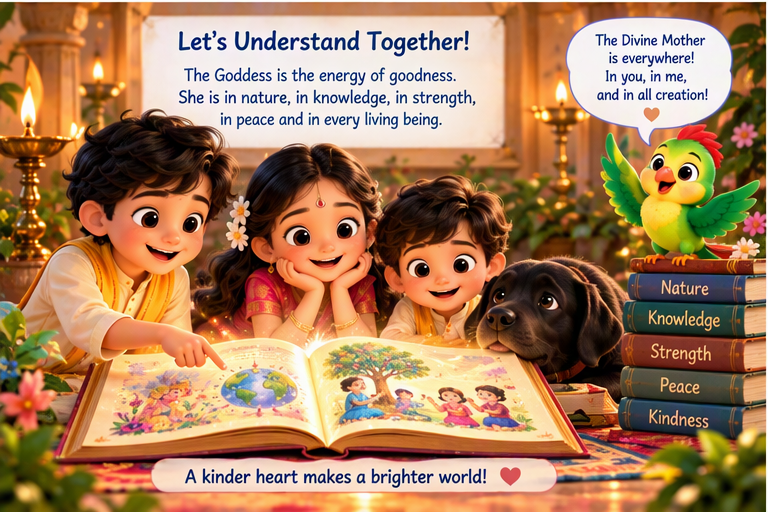 Let's Understand Together!
The Goddess is the energy of goodness.
She is in nature, in knowledge, in strength,
in peace and in every living being.
The Divine Mother
is everywhere!
In you, in me,
and in all creation!
Nature
Knowledge
Strength
Peace
Kindness
A kinder heart makes a brighter world!